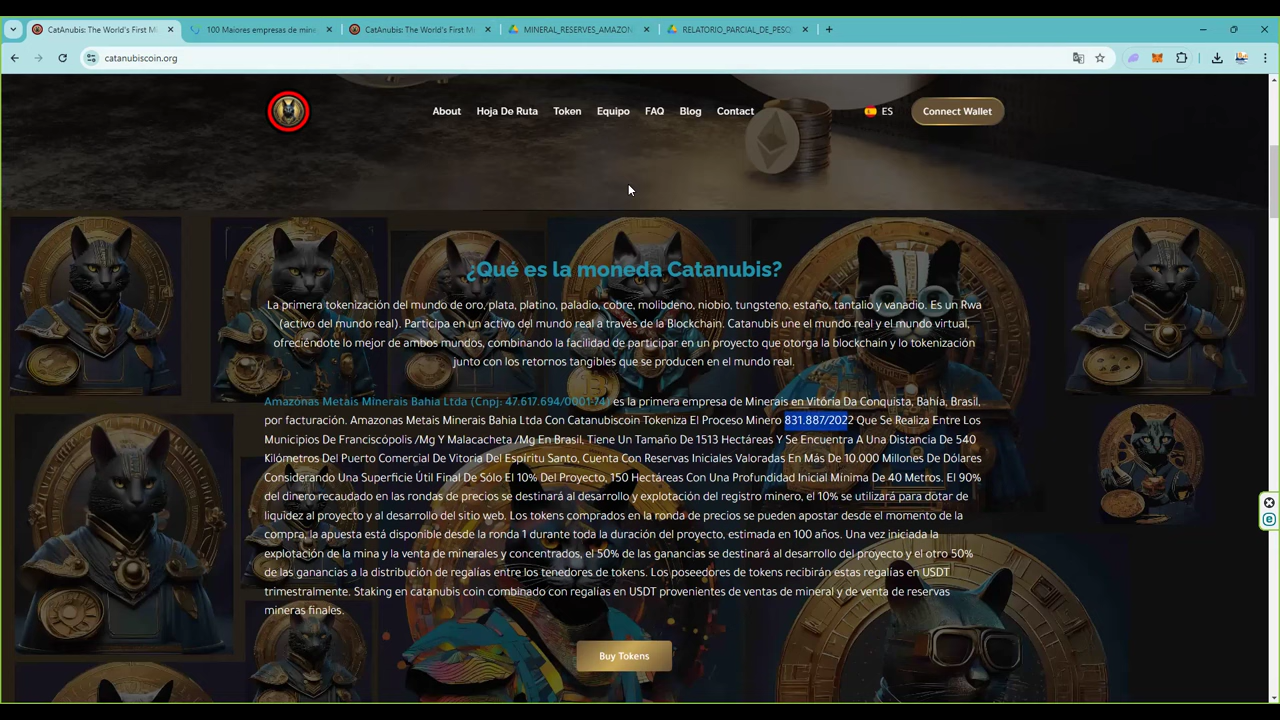 CatAnubis: The World's First Mi
100 Maiores empresas de mine
CatAnubis: The World's First M
MINERAL_RESERVES_AMAZON
RELATORIO_PARCIAL_DE_PESQ
catanubiscoin.org
About
Hoja De Ruta
Token
Equipo
FAQ
Blog
Contact
ES
Connect Wallet
¿Qué es la moneda Catanubis?
La primera tokenización del mundo de oro, plata, platino, paladio, cobre, molibdeno, niobio, tungsteno, estaño, tantalio y vanadio. Es un Rwa
(activo del mundo real). Participa en un activo del mundo real a través de la Blockchain. Catanubis une el mundo real y el mundo virtual,
ofreciéndote lo mejor de ambos mundos, combinando la facilidad de participar en un proyecto que otorga la blockchain y lo tokenización
junto con los retornos tangibles que se producen en el mundo real.
Amazonas Metais Minerais Bahia Ltda (Cnpj: 47.617.694/0001-74) es la primera empresa de Minerais en Vitória Da Conquista, Bahía, Brasil,
por facturación. Amazonas Metais Minerais Bahia Ltda Con Catanubiscoin Tokeniza El Proceso Minero 831.887/2022 Que Se Realiza Entre Los
Municipios De Franciscópolis /Mg Y Malacacheta /Mg En Brasil, Tiene Un Tamaño De 1513 Hectáreas Y Se Encuentra A Una Distancia De 540
Kilómetros Del Puerto Comercial De Vitoria Del Espíritu Santo, Cuenta Con Reservas Iniciales Valoradas En Más De 10.000 Millones De Dólares
Considerando Una Superficie Útil Final De Sólo El 10% Del Proyecto, 150 Hectáreas Con Una Profundidad Inicial Mínima De 40 Metros. El 90%
del dinero recaudado en las rondas de precios se destinará al desarrollo y explotación del registro minero, el 10% se utilizará para dotar de
liquidez al proyecto y al desarrollo del sitio web. Los tokens comprados en la ronda de precios se pueden apostar desde el momento de la
compra, la apuesta está disponible desde la ronda 1 durante toda la duración del proyecto, estimada en 100 años. Una vez iniciada la
explotación de la mina y la venta de minerales y concentrados, el 50% de las ganancias se destinará al desarrollo del proyecto y el otro 50%
de las ganancias a la distribución de regalías entre los tenedores de tokens. Los poseedores de tokens recibirán estas regalías en USDT
trimestralmente. Staking en catanubis coin combinado con regalías en USDT provenientes de ventas de mineral y de venta de reservas
mineras finales.
Buy Tokens